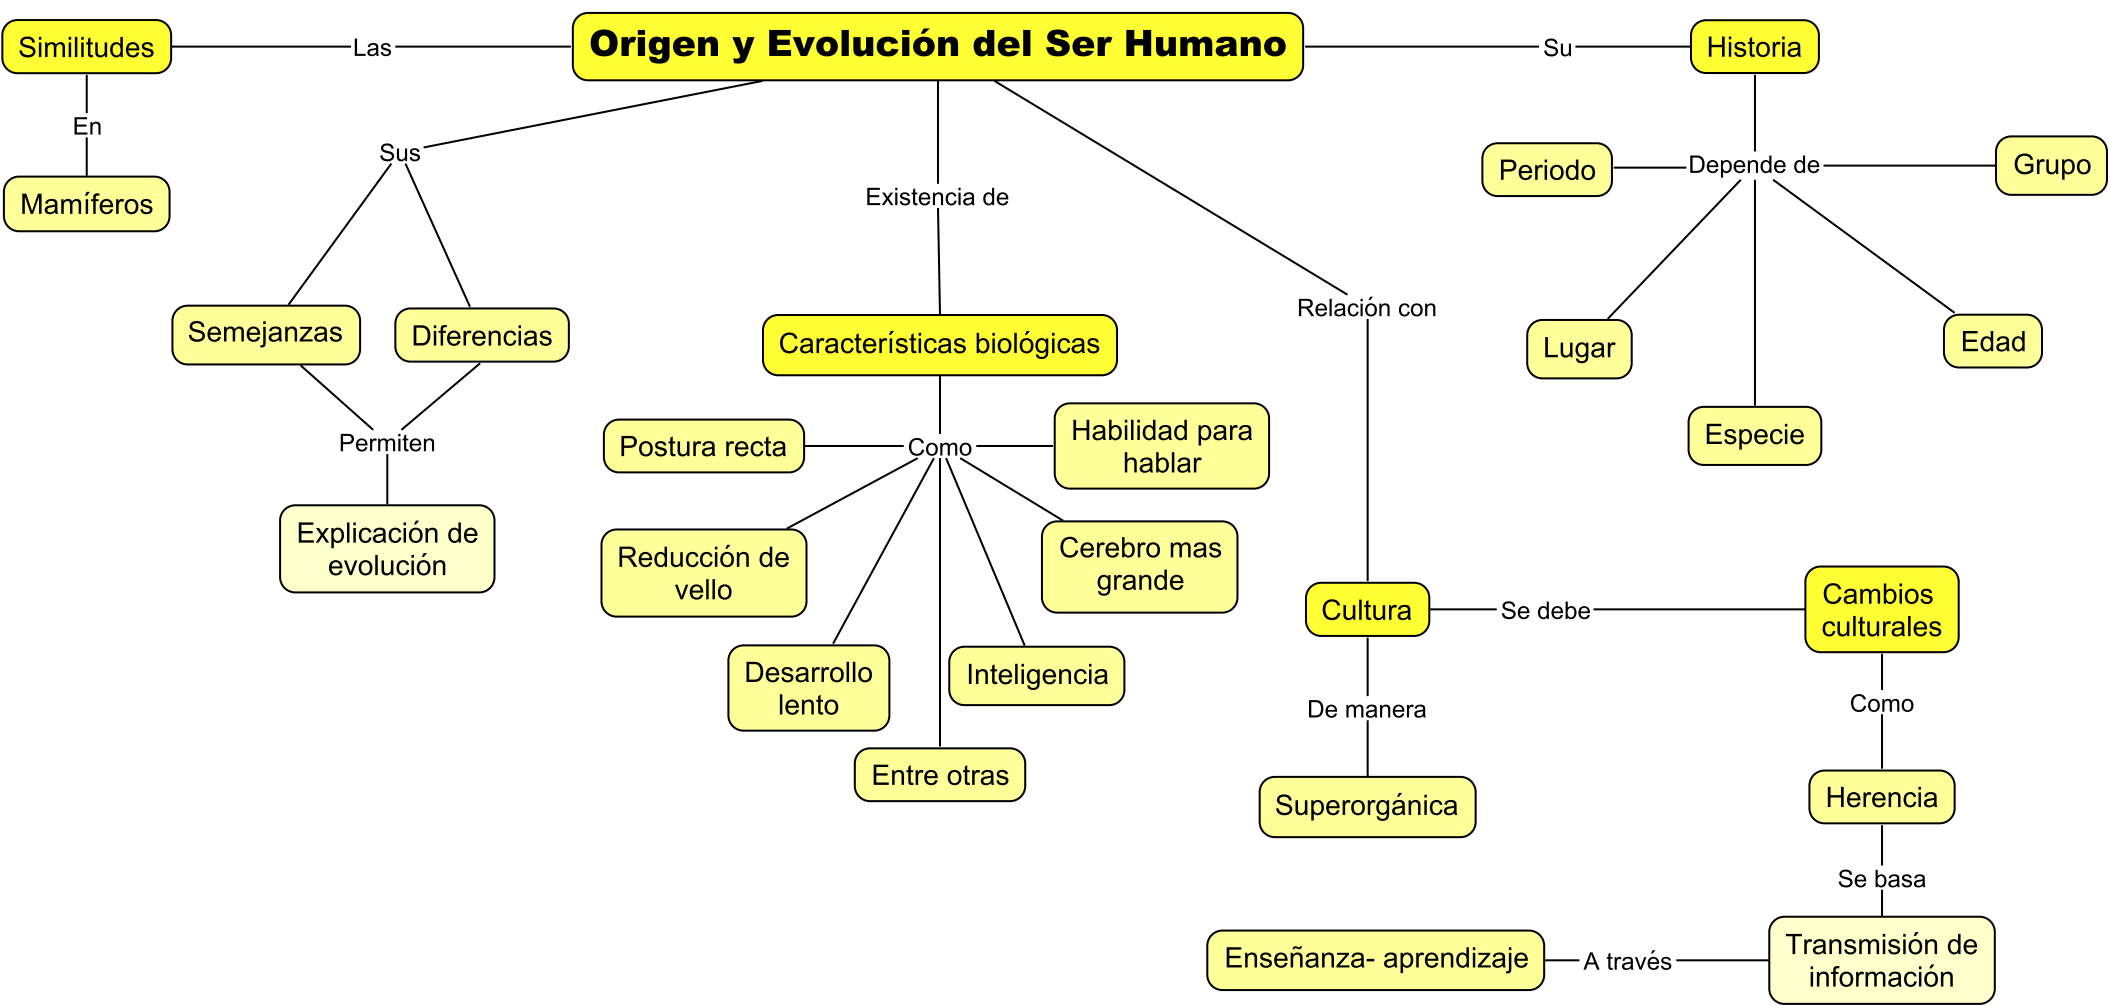 Origen y Evolución del Ser Humano
Similitudes
Las
Su
Historia
En
Mamíferos
Sus
Semejanzas
Diferencias
Permiten
Explicación de
evolución
Existencia de
Características biológicas
Como
Postura recta
Habilidad para
hablar
Reducción de
vello
Cerebro mas
grande
Desarrollo
lento
Inteligencia
Entre otras
Relación con
Cultura
De manera
Superorgánica
Se debe
Cambios
culturales
Como
Herencia
Se basa
Transmisión de
información
A través
Enseñanza- aprendizaje
Depende de
Periodo
Grupo
Lugar
Edad
Especie